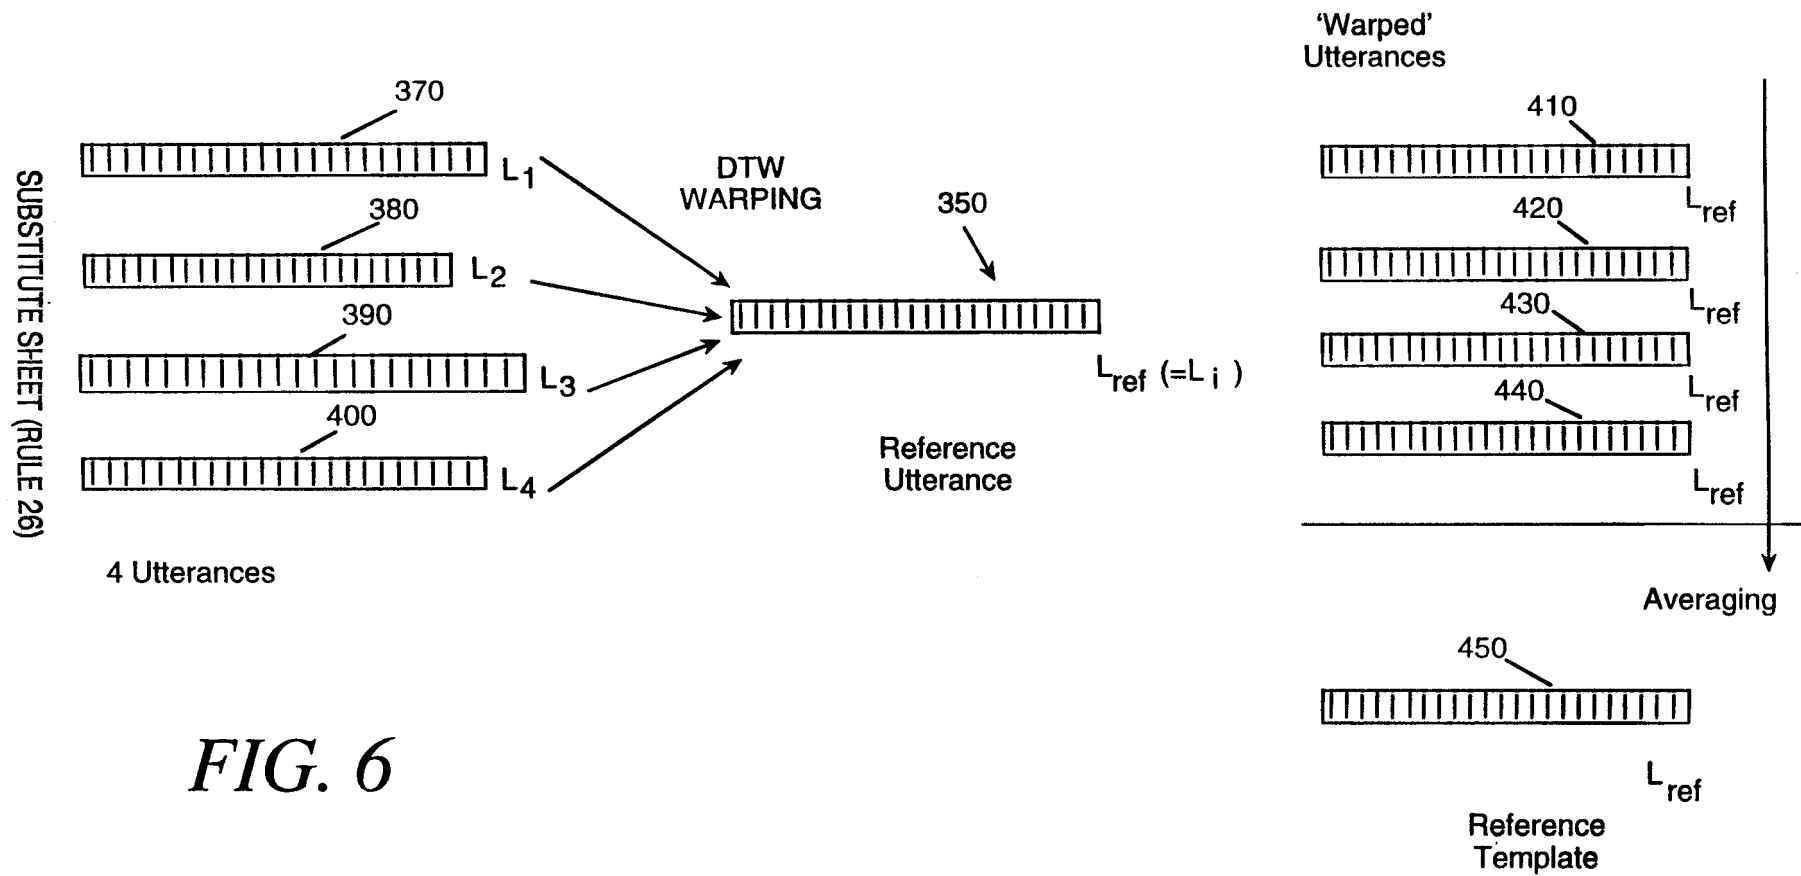 SUBSTITUTE SHEET (RULE 26)
370
L1
380
L2
390
L3
400
L4
4 Utterances
DTW
WARPING
350
Lref (=Li)
Reference
Utterance
'Warped'
Utterances
410
Lref
420
Lref
430
Lref
440
Lref
Averaging
450
Lref
Reference
Template
FIG. 6